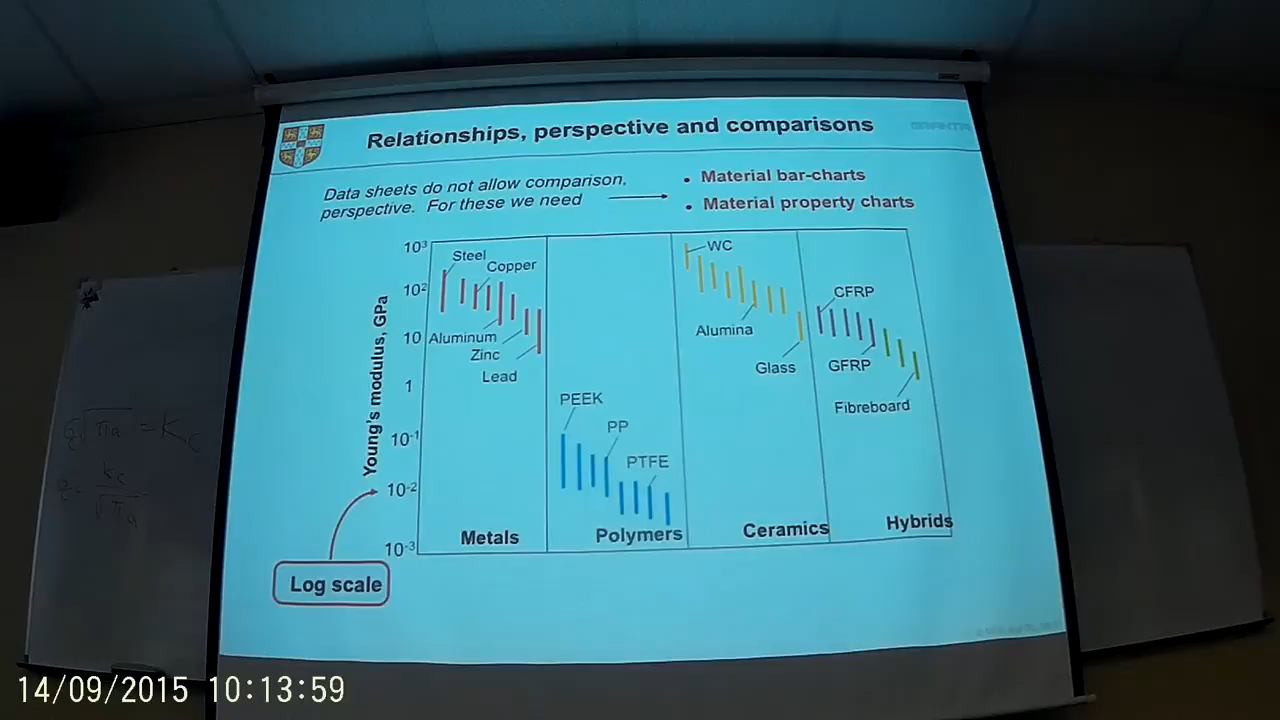 Relationships, perspective and comparisons
GRANTA
Data sheets do not allow comparison,
perspective. For these we need
• Material bar-charts
• Material property charts
Young's modulus, GPa
10³
10²
10
1
10⁻¹
10⁻²
10⁻³
Steel
Copper
Aluminum
Zinc
Lead
Metals
PEEK
PP
PTFE
Polymers
WC
Alumina
Glass
Ceramics
CFRP
GFRP
Fibreboard
Hybrids
Log scale
14/09/2015 10:13:59